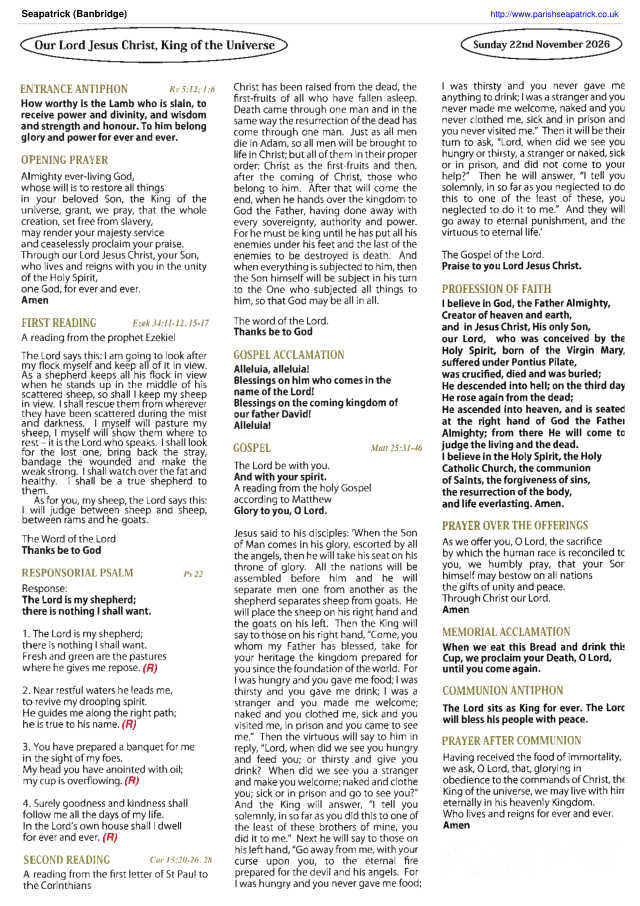 Seapatrick (Banbridge)
http://www.parishseapatrick.co.uk
Our Lord Jesus Christ, King of the Universe
Sunday 22nd November 2026
ENTRANCE ANTIPHON Rv 5:12; 1:6
How worthy is the Lamb who is slain, to
receive power and divinity, and wisdom
and strength and honour. To him belong
glory and power for ever and ever.
OPENING PRAYER
Almighty ever-living God,
whose will is to restore all things
in your beloved Son, the King of the
universe, grant, we pray, that the whole
creation, set free from slavery,
may render your majesty service
and ceaselessly proclaim your praise.
Through our Lord Jesus Christ, your Son,
who lives and reigns with you in the unity
of the Holy Spirit,
one God, for ever and ever.
Amen
FIRST READING Ezek 34:11-12, 15-17
A reading from the prophet Ezekiel
The Lord says this: I am going to look after
my flock myself and keep all of it in view.
As a shepherd keeps all his flock in view
when he stands up in the middle of his
scattered sheep, so shall I keep my sheep
in view. I shall rescue them from wherever
they have been scattered during the mist
and darkness. I myself will pasture my
sheep, I myself will show them where to
rest – it is the Lord who speaks. I shall look
for the lost one, bring back the stray,
bandage the wounded and make the
weak strong. I shall watch over the fat and
healthy. I shall be a true shepherd to
them.
As for you, my sheep, the Lord says this:
I will judge between sheep and sheep,
between rams and he-goats.
The Word of the Lord
Thanks be to God
RESPONSORIAL PSALM Ps 22
Response:
The Lord is my shepherd;
there is nothing I shall want.
1. The Lord is my shepherd;
there is nothing I shall want.
Fresh and green are the pastures
where he gives me repose. (R)
2. Near restful waters he leads me,
to revive my drooping spirit.
He guides me along the right path;
he is true to his name. (R)
3. You have prepared a banquet for me
in the sight of my foes.
My head you have anointed with oil;
my cup is overflowing. (R)
4. Surely goodness and kindness shall
follow me all the days of my life.
In the Lord's own house shall I dwell
for ever and ever. (R)
SECOND READING Cor 15:20-26. 28
A reading from the first letter of St Paul to
the Corinthians
Christ has been raised from the dead, the
first-fruits of all who have fallen asleep.
Death came through one man and in the
same way the resurrection of the dead has
come through one man. Just as all men
die in Adam, so all men will be brought to
life in Christ; but all of them in their proper
order: Christ as the first-fruits and then,
after the coming of Christ, those who
belong to him. After that will come the
end, when he hands over the kingdom to
God the Father, having done away with
every sovereignty, authority and power.
For he must be king until he has put all his
enemies under his feet and the last of the
enemies to be destroyed is death. And
when everything is subjected to him, then
the Son himself will be subject in his turn
to the One who subjected all things to
him, so that God may be all in all.
The word of the Lord.
Thanks be to God
GOSPEL ACCLAMATION
Alleluia, alleluia!
Blessings on him who comes in the
name of the Lord!
Blessings on the coming kingdom of
our father David!
Alleluia!
GOSPEL Matt 25:31-46
The Lord be with you.
And with your spirit.
A reading from the holy Gospel
according to Matthew
Glory to you, O Lord.
Jesus said to his disciples: 'When the Son
of Man comes in his glory, escorted by all
the angels, then he will take his seat on his
throne of glory. All the nations will be
assembled before him and he will
separate men one from another as the
shepherd separates sheep from goats. He
will place the sheep on his right hand and
the goats on his left. Then the King will
say to those on his right hand, "Come, you
whom my Father has blessed, take for
your heritage the kingdom prepared for
you since the foundation of the world. For
I was hungry and you gave me food; I was
thirsty and you gave me drink; I was a
stranger and you made me welcome;
naked and you clothed me, sick and you
visited me, in prison and you came to see
me." Then the virtuous will say to him in
reply, "Lord, when did we see you hungry
and feed you; or thirsty and give you
drink? When did we see you a stranger
and make you welcome; naked and clothe
you; sick or in prison and go to see you?"
And the King will answer, "I tell you
solemnly, in so far as you did this to one of
the least of these brothers of mine, you
did it to me." Next he will say to those on
his left hand, "Go away from me, with your
curse upon you, to the eternal fire
prepared for the devil and his angels. For
I was hungry and you never gave me food;
I was thirsty and you never gave me
anything to drink; I was a stranger and you
never made me welcome, naked and you
never clothed me, sick and in prison and
you never visited me." Then it will be their
turn to ask, "Lord, when did we see you
hungry or thirsty, a stranger or naked, sick
or in prison, and did not come to your
help?" Then he will answer, "I tell you
solemnly, in so far as you neglected to do
this to one of the least of these, you
neglected to do it to me." And they will
go away to eternal punishment, and the
virtuous to eternal life.'
The Gospel of the Lord.
Praise to you Lord Jesus Christ.
PROFESSION OF FAITH
I believe in God, the Father Almighty,
Creator of heaven and earth,
and in Jesus Christ, His only Son,
our Lord, who was conceived by the
Holy Spirit, born of the Virgin Mary,
suffered under Pontius Pilate,
was crucified, died and was buried;
He descended into hell; on the third day
He rose again from the dead;
He ascended into heaven, and is seated
at the right hand of God the Father
Almighty; from there He will come to
judge the living and the dead.
I believe in the Holy Spirit, the Holy
Catholic Church, the communion
of Saints, the forgiveness of sins,
the resurrection of the body,
and life everlasting. Amen.
PRAYER OVER THE OFFERINGS
As we offer you, O Lord, the sacrifice
by which the human race is reconciled to
you, we humbly pray, that your Son
himself may bestow on all nations
the gifts of unity and peace.
Through Christ our Lord.
Amen
MEMORIAL ACCLAMATION
When we eat this Bread and drink this
Cup, we proclaim your Death, O Lord,
until you come again.
COMMUNION ANTIPHON
The Lord sits as King for ever. The Lord
will bless his people with peace.
PRAYER AFTER COMMUNION
Having received the food of immortality,
we ask, O Lord, that, glorying in
obedience to the commands of Christ, the
King of the universe, we may live with him
eternally in his heavenly Kingdom.
Who lives and reigns for ever and ever.
Amen